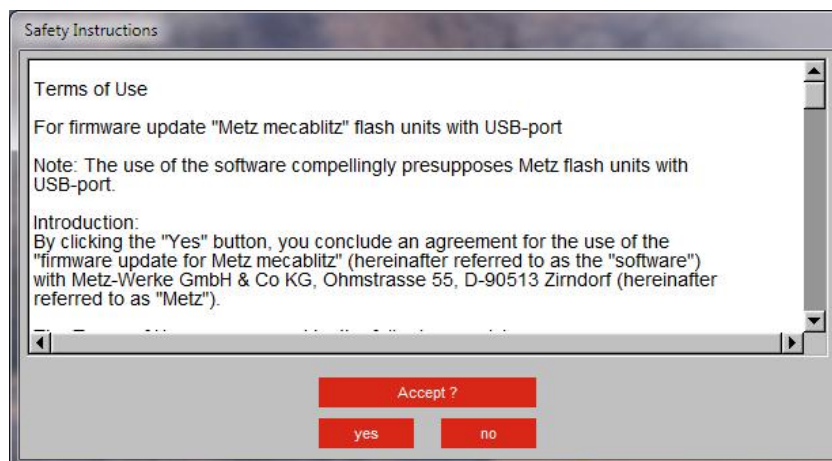 Safety Instructions
Terms of Use
For firmware update "Metz mecablitz" flash units with USB-port
Note: The use of the software compellingly presupposes Metz flash units with
USB-port.
Introduction:
By clicking the "Yes" button, you conclude an agreement for the use of the
"firmware update for Metz mecablitz" (hereinafter referred to as the "software")
with Metz-Werke GmbH & Co KG, Ohmstrasse 55, D-90513 Zirndorf (hereinafter
referred to as "Metz").
Accept ?
yes
no